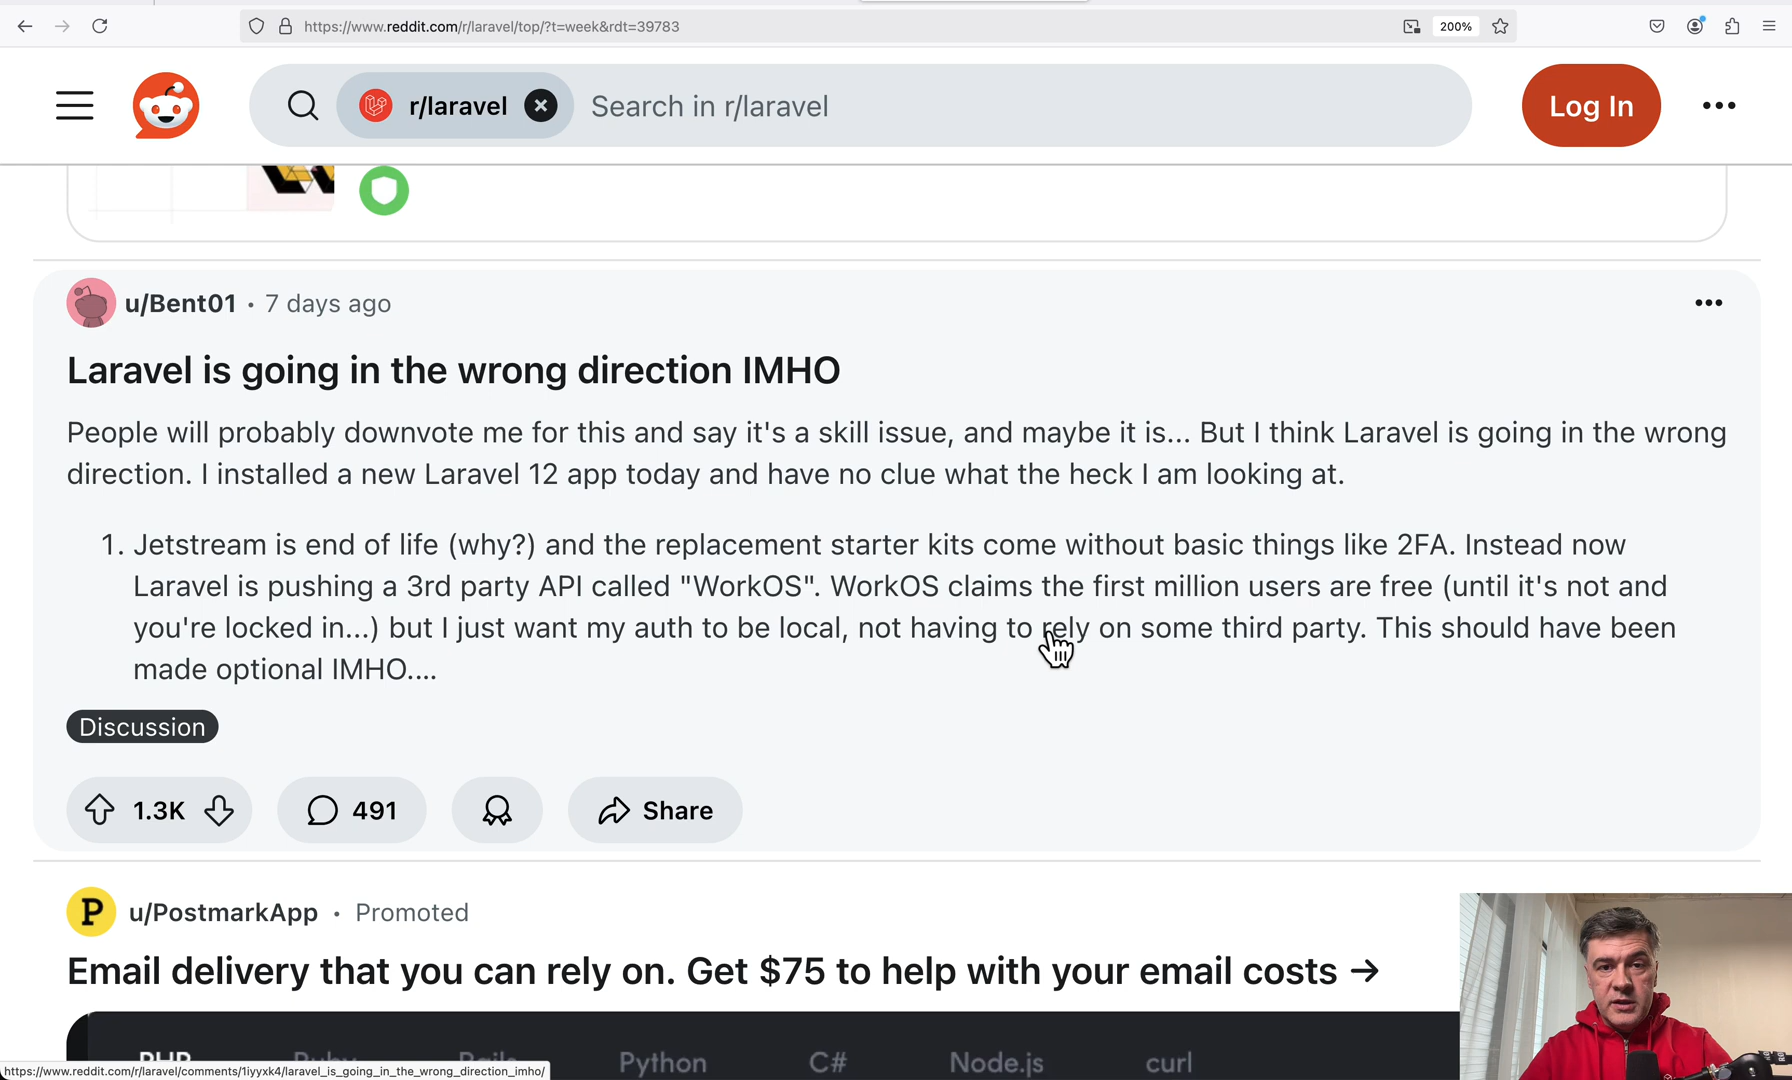 https://www.reddit.com/r/laravel/top/?t=week&rdt=39783
200%
r/laravel
Search in r/laravel
Log In
u/Bent01 • 7 days ago
Laravel is going in the wrong direction IMHO
People will probably downvote me for this and say it's a skill issue, and maybe it is... But I think Laravel is going in the wrong
direction. I installed a new Laravel 12 app today and have no clue what the heck I am looking at.
1. Jetstream is end of life (why?) and the replacement starter kits come without basic things like 2FA. Instead now
Laravel is pushing a 3rd party API called "WorkOS". WorkOS claims the first million users are free (until it's not and
you're locked in...) but I just want my auth to be local, not having to rely on some third party. This should have been
made optional IMHO....
Discussion
1.3K
491
Share
u/PostmarkApp • Promoted
Email delivery that you can rely on. Get $75 to help with your email costs →
PHP Ruby Rails Python C# Node.js curl
https://www.reddit.com/r/laravel/comments/1iyyxk4/laravel_is_going_in_the_wrong_direction_imho/